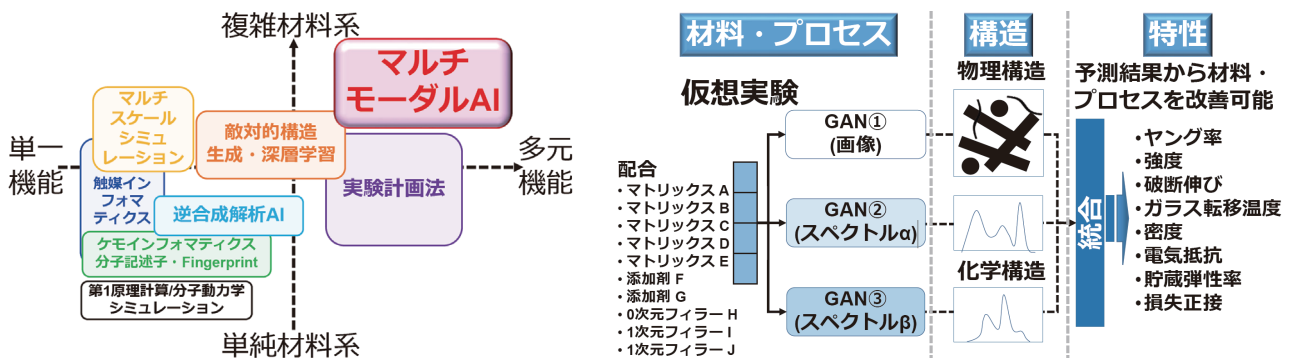 複雑材料系
マルチ
モーダルAI
マルチ
スケール
シミュ
レーション
敵対的構造
生成・深層学習
単一
機能
多元
機能
実験計画法
触媒イン
フォマ
ティクス
逆合成解析AI
ケモインフォマティクス
分子記述子・Fingerprint
第1原理計算/分子動力学
シミュレーション
単純材料系
材料・プロセス
構造
特性
仮想実験
物理構造
予測結果から材料・
プロセスを改善可能
GAN①
(画像)
配合
・マトリックス A
・マトリックス B
・マトリックス C
・マトリックス D
・マトリックス E
・添加剤 F
・添加剤 G
・0次元フィラー H
・1次元フィラー I
・1次元フィラー J
GAN②
(スペクトルα)
化学構造
GAN③
(スペクトルβ)
統合
・ヤング率
・強度
・破断伸び
・ガラス転移温度
・密度
・電気抵抗
・貯蔵弾性率
・損失正接